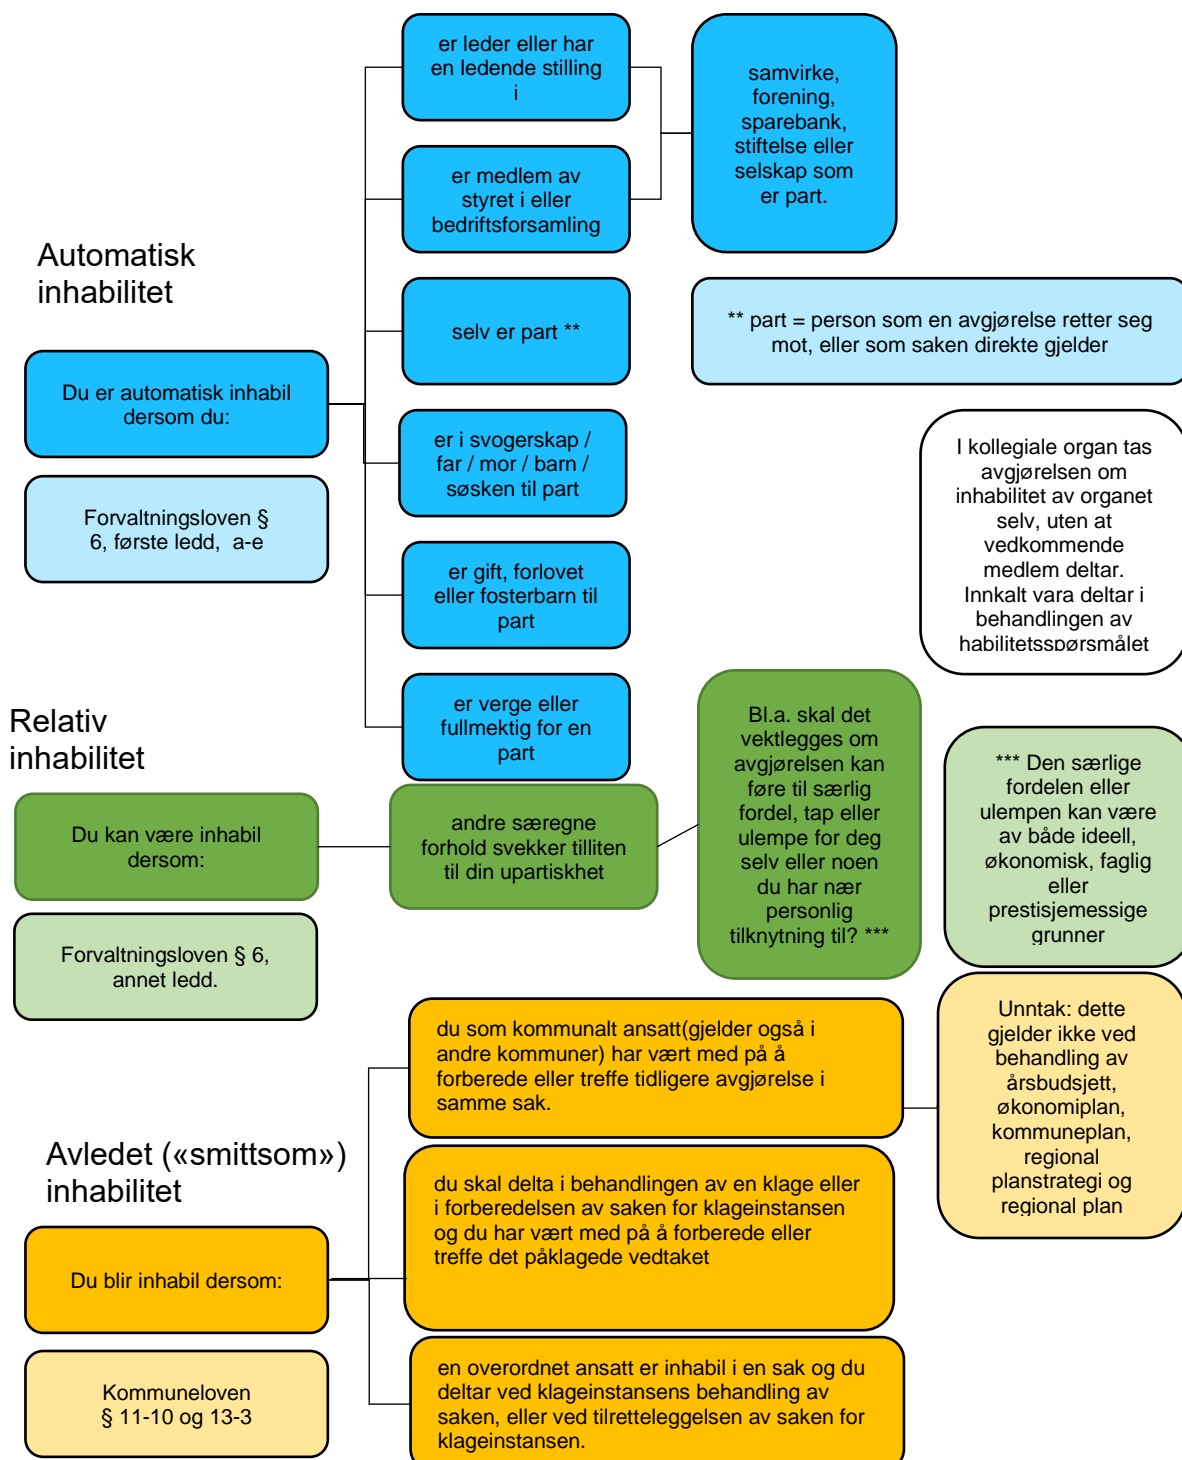 er leder eller har
en ledende stilling
i
samvirke,
forening,
sparebank,
stiftelse eller
selskap som
er part.
er medlem av
styret i eller
bedriftsforsamling
Automatisk
inhabilitet
selv er part **
** part = person som en avgjørelse retter seg
mot, eller som saken direkte gjelder
Du er automatisk inhabil
dersom du:
er i svogerskap /
far / mor / barn /
søsken til part
I kollegiale organ tas
avgjørelsen om
inhabilitet av organet
selv, uten at
vedkommende
medlem deltar.
Innkalt vara deltar i
behandlingen av
habilitetsspørsmålet
Forvaltningsloven §
6, første ledd, a-e
er gift, forlovet
eller fosterbarn til
part
er verge eller
fullmektig for en
part
Relativ
inhabilitet
Du kan være inhabil
dersom:
andre særegne
forhold svekker tilliten
til din upartiskhet
Bl.a. skal det
vektlegges om
avgjørelsen kan
føre til særlig
fordel, tap eller
ulempe for deg
selv eller noen
du har nær
personlig
tilknytning til? ***
*** Den særlige
fordelen eller
ulempen kan være
av både ideell,
økonomisk, faglig
eller
prestisjemessige
grunner
Forvaltningsloven § 6,
annet ledd.
du som kommunalt ansatt(gjelder også i
andre kommuner) har vært med på å
forberede eller treffe tidligere avgjørelse i
samme sak.
Unntak: dette
gjelder ikke ved
behandling av
årsbudsjett,
økonomiplan,
kommuneplan,
regional
planstrategi og
regional plan
Avledet («smittsom»)
inhabilitet
du skal delta i behandlingen av en klage eller
i forberedelsen av saken for klageinstansen
og du har vært med på å forberede eller
treffe det påklagede vedtaket
Du blir inhabil dersom:
en overordnet ansatt er inhabil i en sak og du
deltar ved klageinstansens behandling av
saken, eller ved tilretteleggelsen av saken for
klageinstansen.
Kommuneloven
§ 11-10 og 13-3